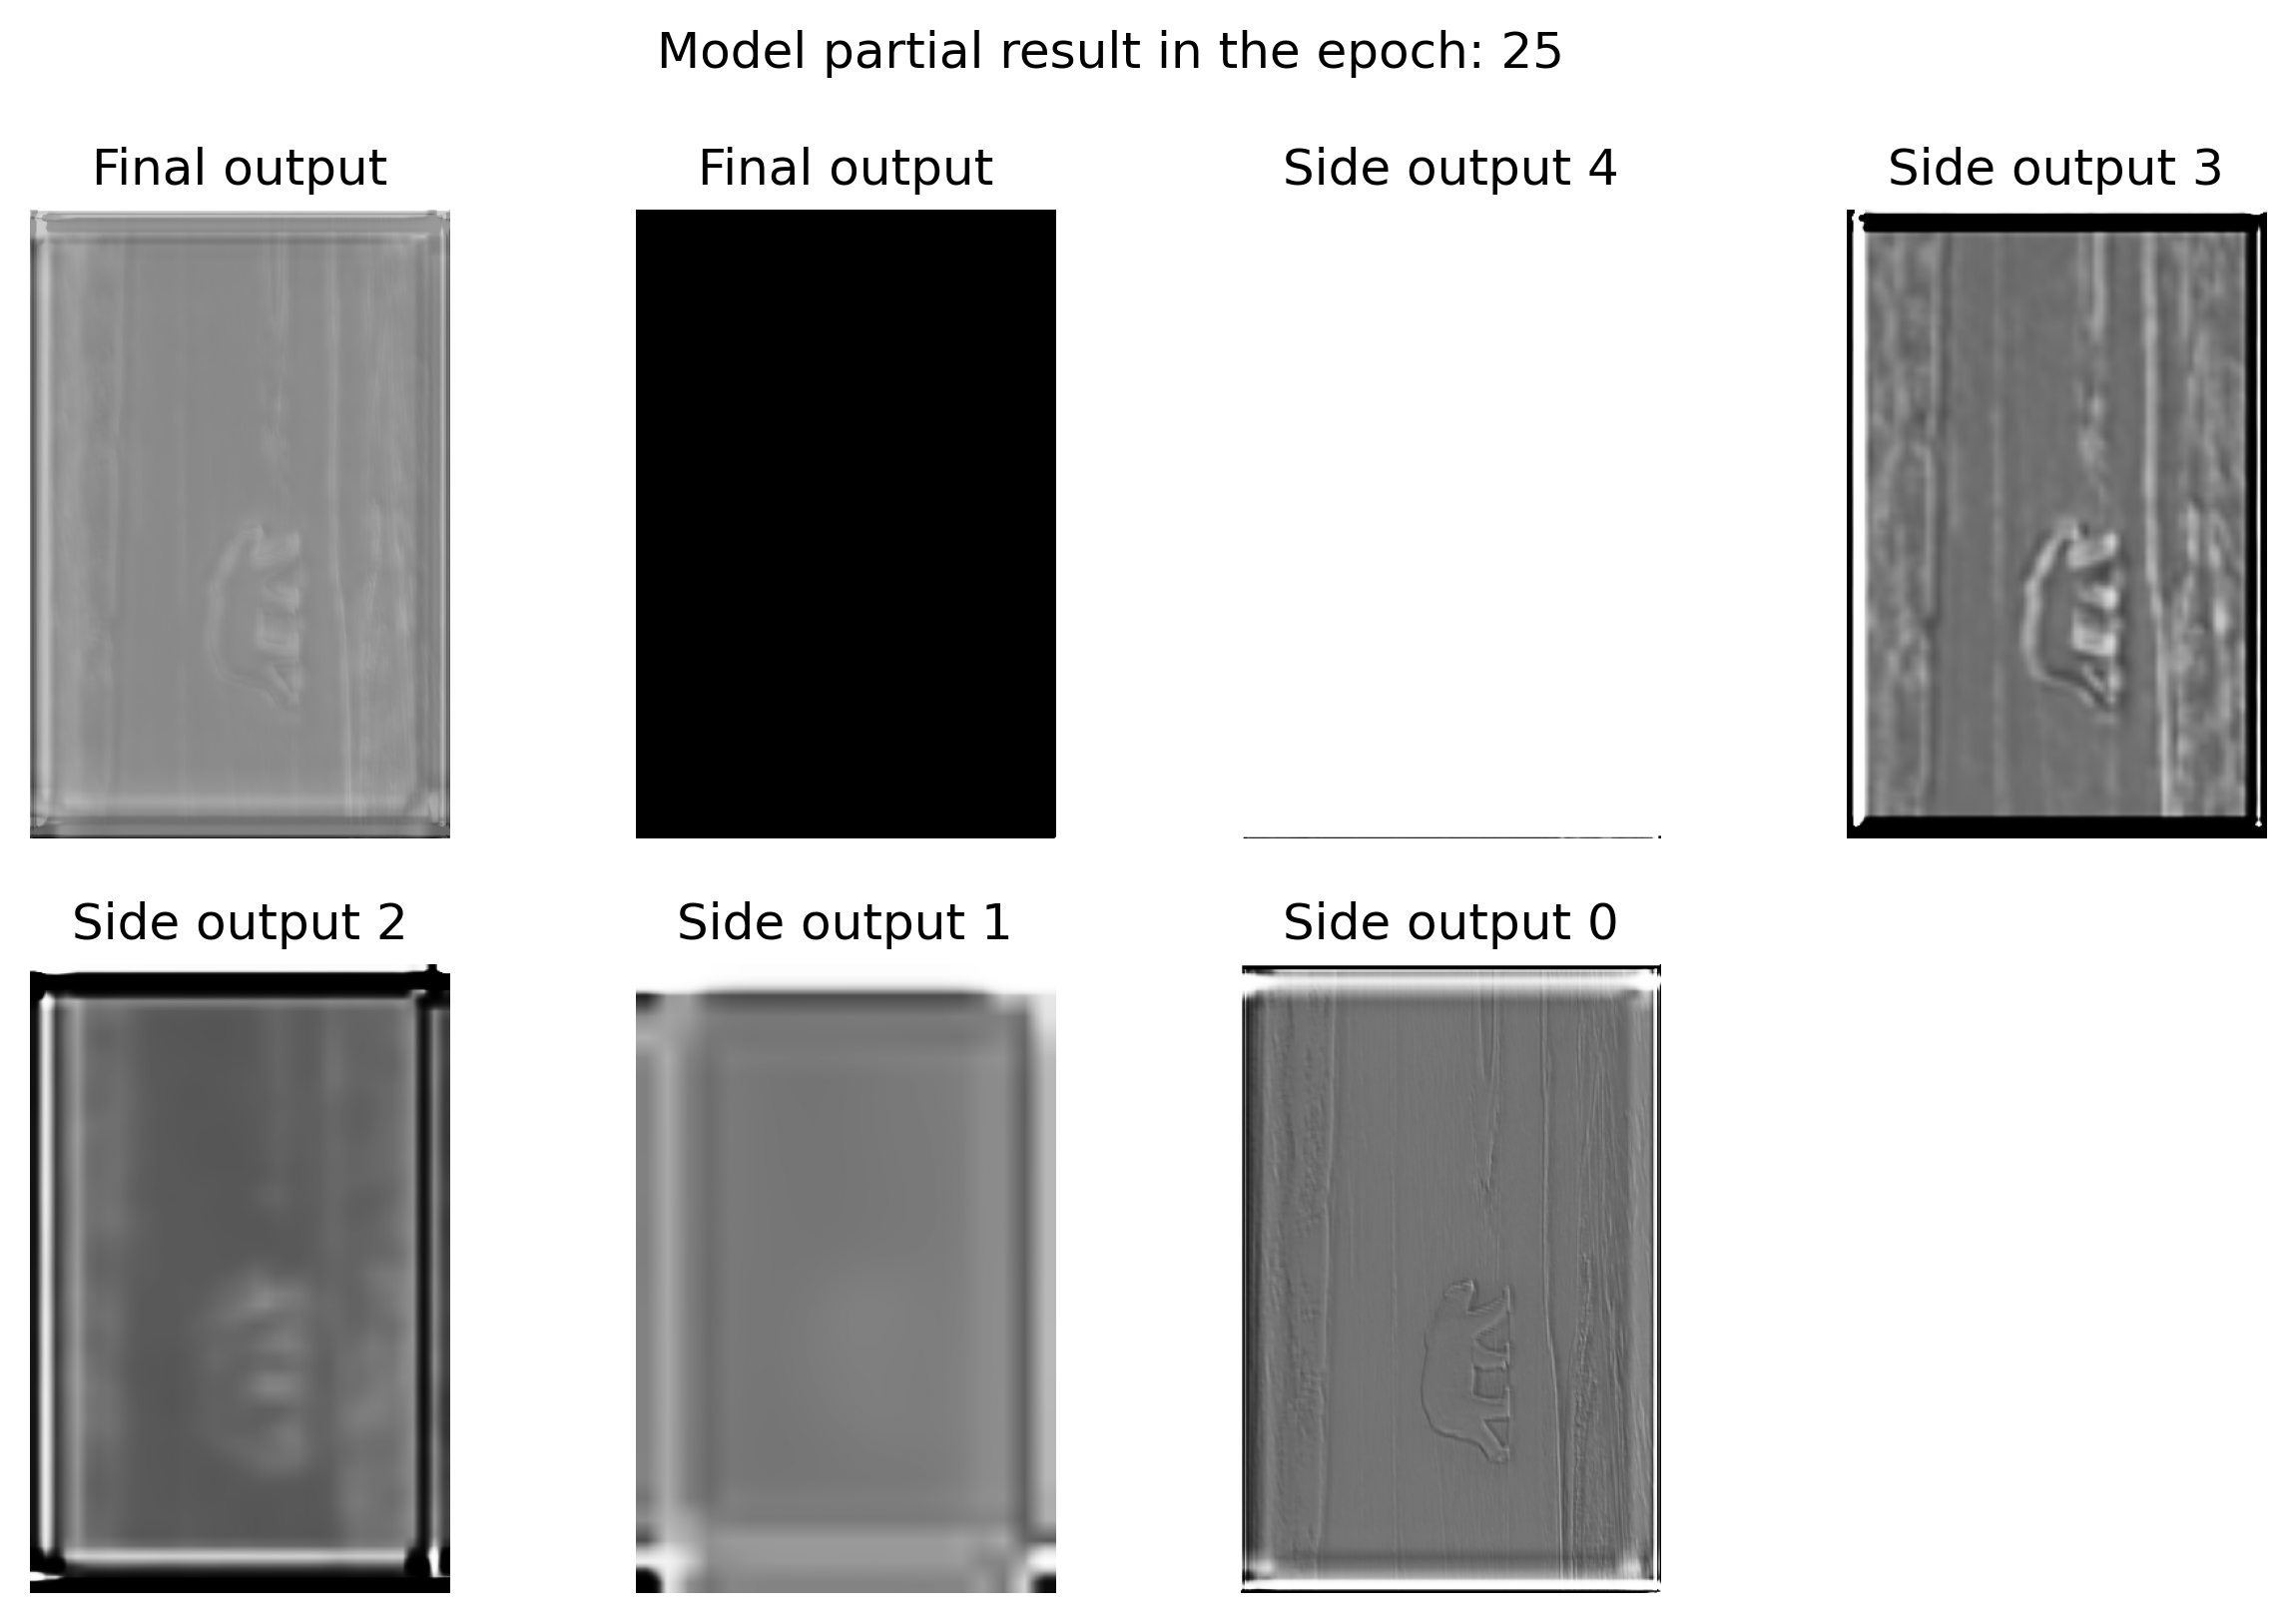 Model partial result in the epoch: 25
Final output
Final output
Side output 4
Side output 3
Side output 2
Side output 1
Side output 0